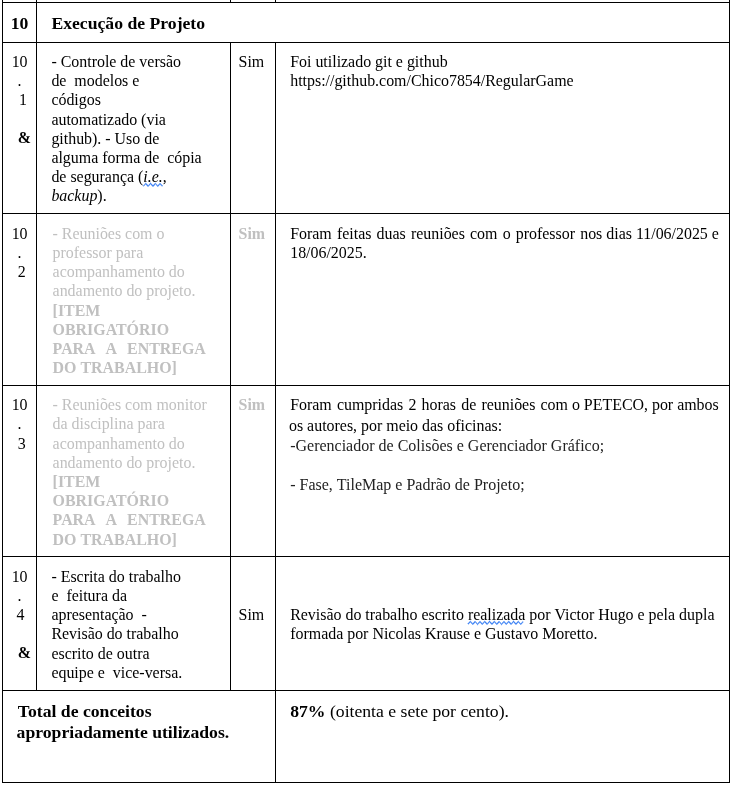 10 Execução de Projeto
10
.
1
&
- Controle de versão
de modelos e
códigos
automatizado (via
github). - Uso de
alguma forma de cópia
de segurança (i.e.,
backup).
Sim
Foi utilizado git e github
https://github.com/Chico7854/RegularGame
10
.
2
- Reuniões com o
professor para
acompanhamento do
andamento do projeto.
[ITEM
OBRIGATÓRIO
PARA A ENTREGA
DO TRABALHO]
Sim
Foram feitas duas reuniões com o professor nos dias 11/06/2025 e
18/06/2025.
10
.
3
- Reuniões com monitor
da disciplina para
acompanhamento do
andamento do projeto.
[ITEM
OBRIGATÓRIO
PARA A ENTREGA
DO TRABALHO]
Sim
Foram cumpridas 2 horas de reuniões com o PETECO, por ambos
os autores, por meio das oficinas:
-Gerenciador de Colisões e Gerenciador Gráfico;
- Fase, TileMap e Padrão de Projeto;
10
.
4
&
- Escrita do trabalho
e feitura da
apresentação -
Revisão do trabalho
escrito de outra
equipe e vice-versa.
Sim
Revisão do trabalho escrito realizada por Victor Hugo e pela dupla
formada por Nicolas Krause e Gustavo Moretto.
Total de conceitos
apropriadamente utilizados.
87% (oitenta e sete por cento).